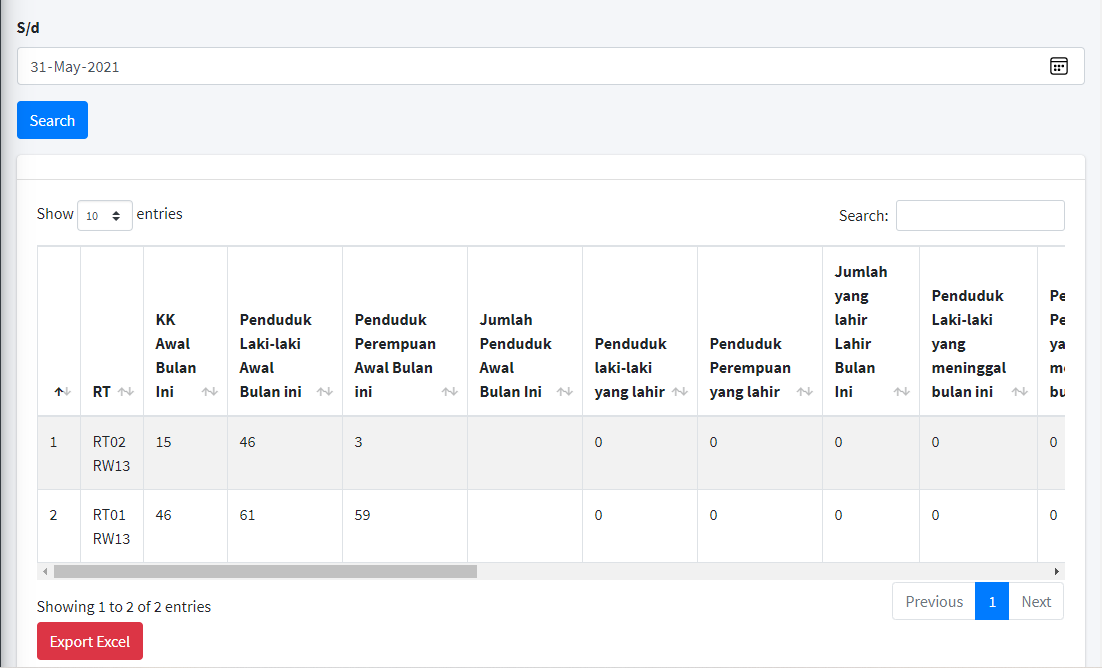 S/d
31-May-2021
Search
Show 10 entries
Search:
KK Awal Bulan Ini
RT
Penduduk Laki-laki Awal Bulan ini
Penduduk Perempuan Awal Bulan ini
Jumlah Penduduk Awal Bulan Ini
Penduduk laki-laki yang lahir
Penduduk Perempuan yang lahir
Jumlah yang lahir Lahir Bulan Ini
Penduduk Laki-laki yang meninggal bulan ini
1 RT02 RW13 15 46 3 0 0 0 0 0
2 RT01 RW13 46 61 59 0 0 0 0 0
Showing 1 to 2 of 2 entries
Previous 1 Next
Export Excel